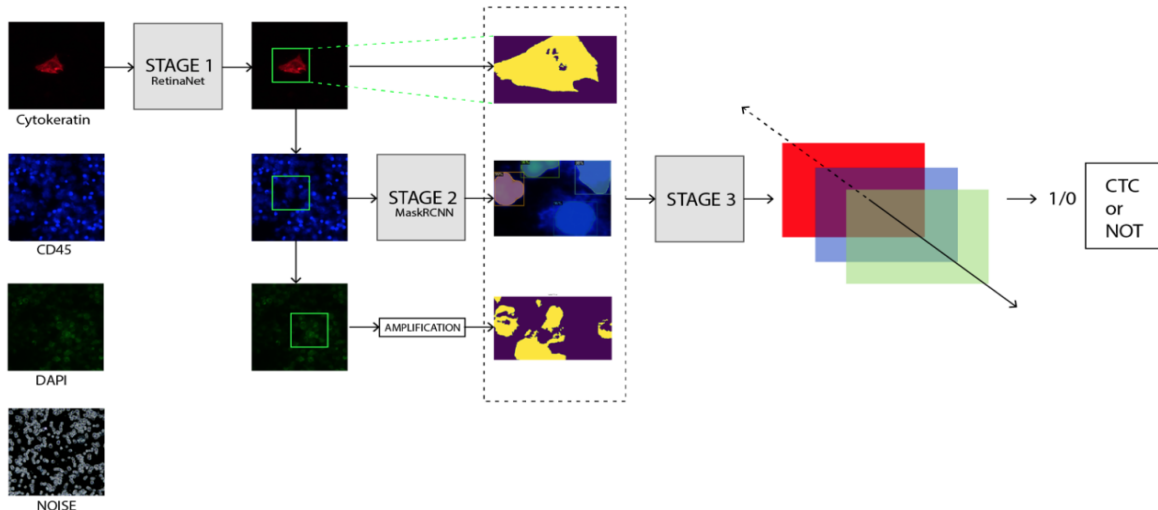 Cytokeratin
STAGE 1
RetinaNet
CD45
STAGE 2
MaskRCNN
STAGE 3
1/0
CTC
or
NOT
DAPI
AMPLIFICATION
NOISE